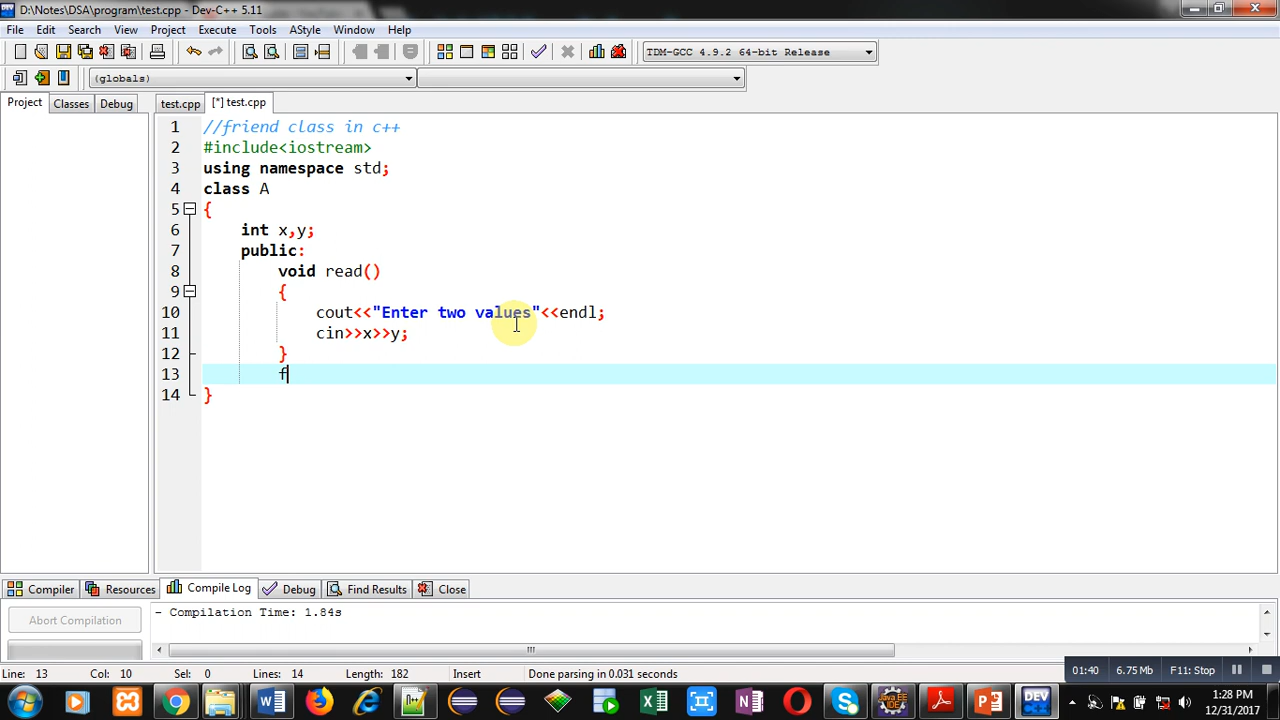 D:\Notes\DSA\program\test.cpp - Dev-C++ 5.11
File Edit Search View Project Execute Tools AStyle Window Help
TDM-GCC 4.9.2 64-bit Release
(globals)
Project Classes Debug test.cpp [*] test.cpp
1 //friend class in c++
2 #include<iostream>
3 using namespace std;
4 class A
5 {
6 int x,y;
7 public:
8 void read()
9 {
10 cout<<"Enter two values"<<endl;
11 cin>>x>>y;
12 }
13 f
14 }
Compiler Resources Compile Log Debug Find Results Close
- Compilation Time: 1.84s
Abort Compilation
Line: 13 Col: 10 Sel: 0 Lines: 14 Length: 182 Insert Done parsing in 0.031 seconds
01:40 6.75 Mb F11: Stop
DEV
Java EE
IDE
1:28 PM
12/31/2017